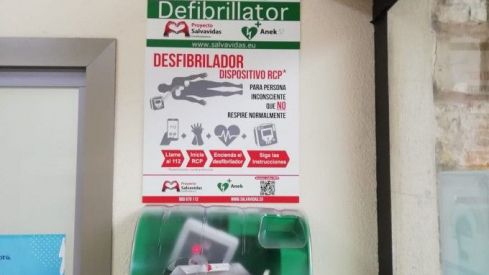 Defibrillator
Proyecto
Salvavidas
Anek
www.salvavidas.eu
DESFIBRILADOR
DISPOSITIVO RCP*
PARA PERSONA
INCONSCIENTE
QUE NO
RESPIRE NORMALMENTE
112
Llame
al 112
Inicie
RCP
Encienda el
desfibrilador
Siga las
instrucciones
Proyecto
Salvavidas
Anek
WWW.SALVAVIDAS.EU